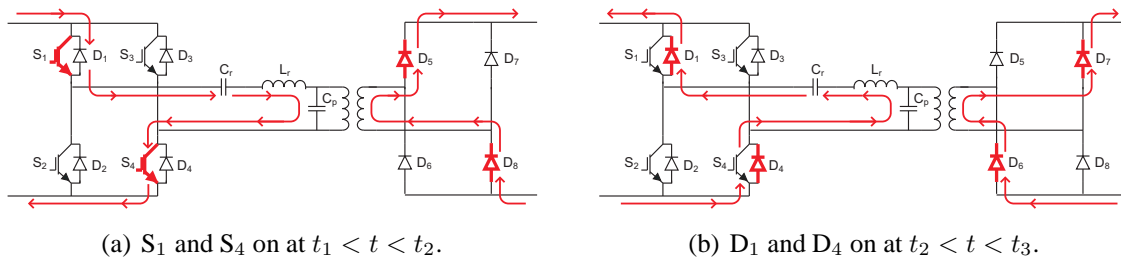 S1 D1 S3 D3 D5 D7
Cr Lr
Cp
S2 D2 S4 D4 D6 D8
(a) S1 and S4 on at t1 < t < t2.
S1 D1 S3 D3 D5 D7
Cr Lr
Cp
S2 D2 S4 D4 D6 D8
(b) D1 and D4 on at t2 < t < t3.